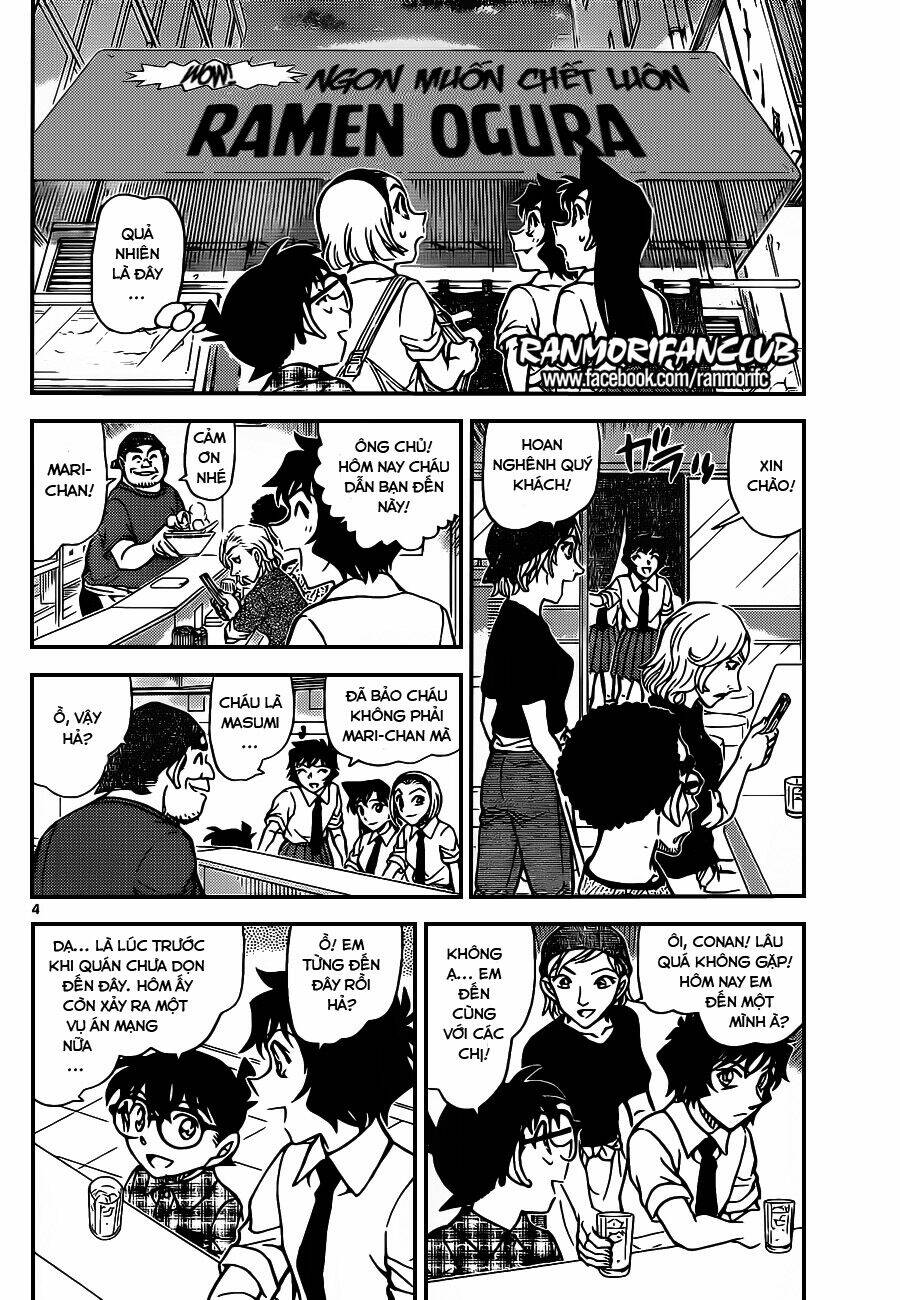 WOW!
NGON MUỐN CHẾT LUÔN
RAMEN OGURA
QUẢ
NHIÊN
LÀ ĐÂY
...
RANMORIFANCLUB
www.facebook.com/ranmorifc
XIN
CHÀO!
ガラッ
HOAN
NGHÊNH QUÝ
KHÁCH!
ÔNG CHỦ!
HÔM NAY CHÁU
DẪN BẠN ĐẾN
NÀY!
CẢM
ƠN
NHÉ
MARI-
CHAN!
ĐÃ BẢO CHÁU
KHÔNG PHẢI
MARI-CHAN MÀ
CHÁU LÀ
MASUMI
...
Ồ, VẬY
HẢ?
4
ÔI, CONAN! LÂU
QUÁ KHÔNG GẶP!
HÔM NAY EM
ĐẾN MỘT
MÌNH À?
KHÔNG
Ạ... EM
ĐẾN
CÙNG
VỚI CÁC
CHỊ!
Ồ! EM
TỪNG ĐẾN
ĐÂY RỒI
HẢ?
DẠ... LÀ LÚC TRƯỚC
KHI QUÁN CHƯA DỌN
ĐẾN ĐÂY. HÔM ẤY
CÒN XẢY RA MỘT
VỤ ÁN MẠNG
NỮA
...